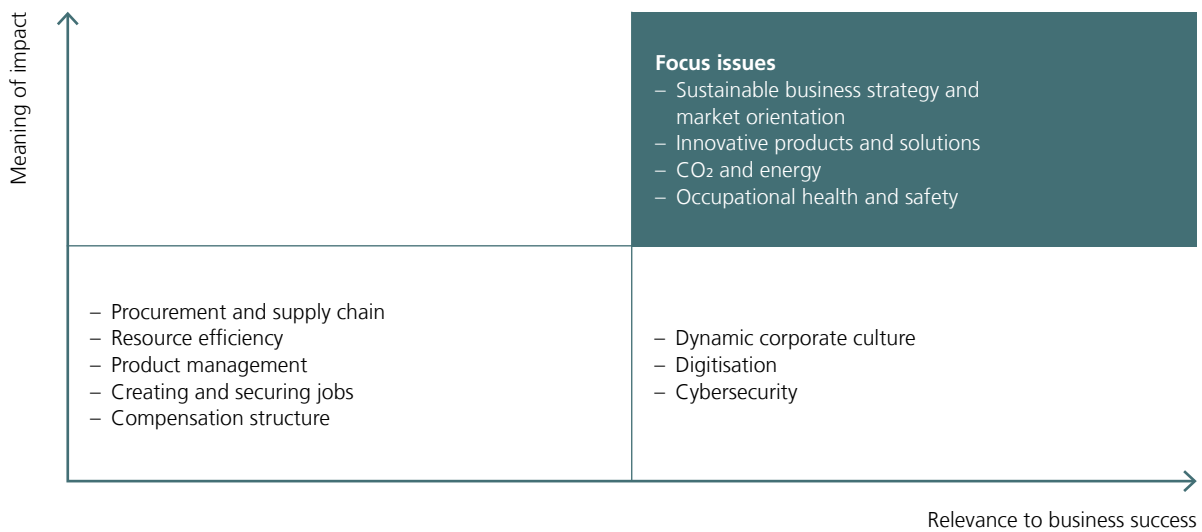 Meaning of impact
Focus issues
– Sustainable business strategy and
market orientation
– Innovative products and solutions
– CO₂ and energy
– Occupational health and safety
– Procurement and supply chain
– Resource efficiency
– Product management
– Creating and securing jobs
– Compensation structure
– Dynamic corporate culture
– Digitisation
– Cybersecurity
Relevance to business success